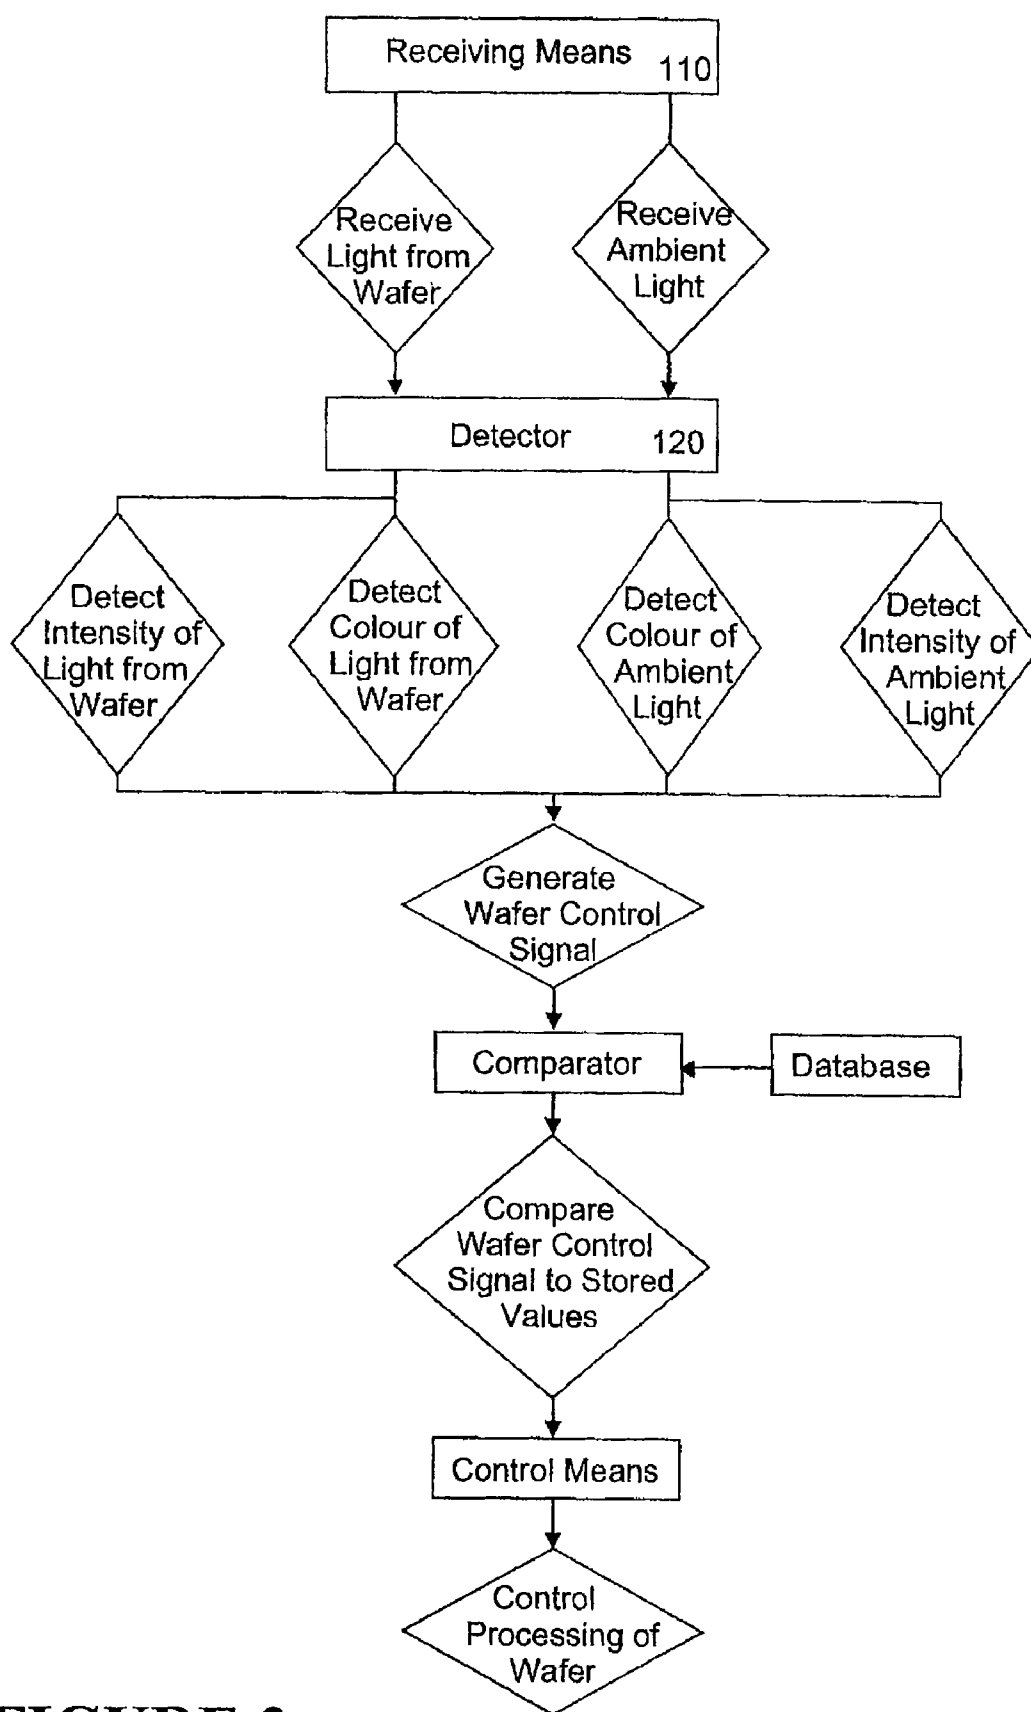 Receiving Means
110
Receive
Light from
Wafer
Receive
Ambient
Light
Detector
120
Detect
Intensity of
Light from
Wafer
Detect
Colour of
Light from
Wafer
Detect
Colour of
Ambient
Light
Detect
Intensity of
Ambient
Light
Generate
Wafer Control
Signal
Comparator
Database
Compare
Wafer Control
Signal to Stored
Values
Control Means
Control
Processing of
Wafer